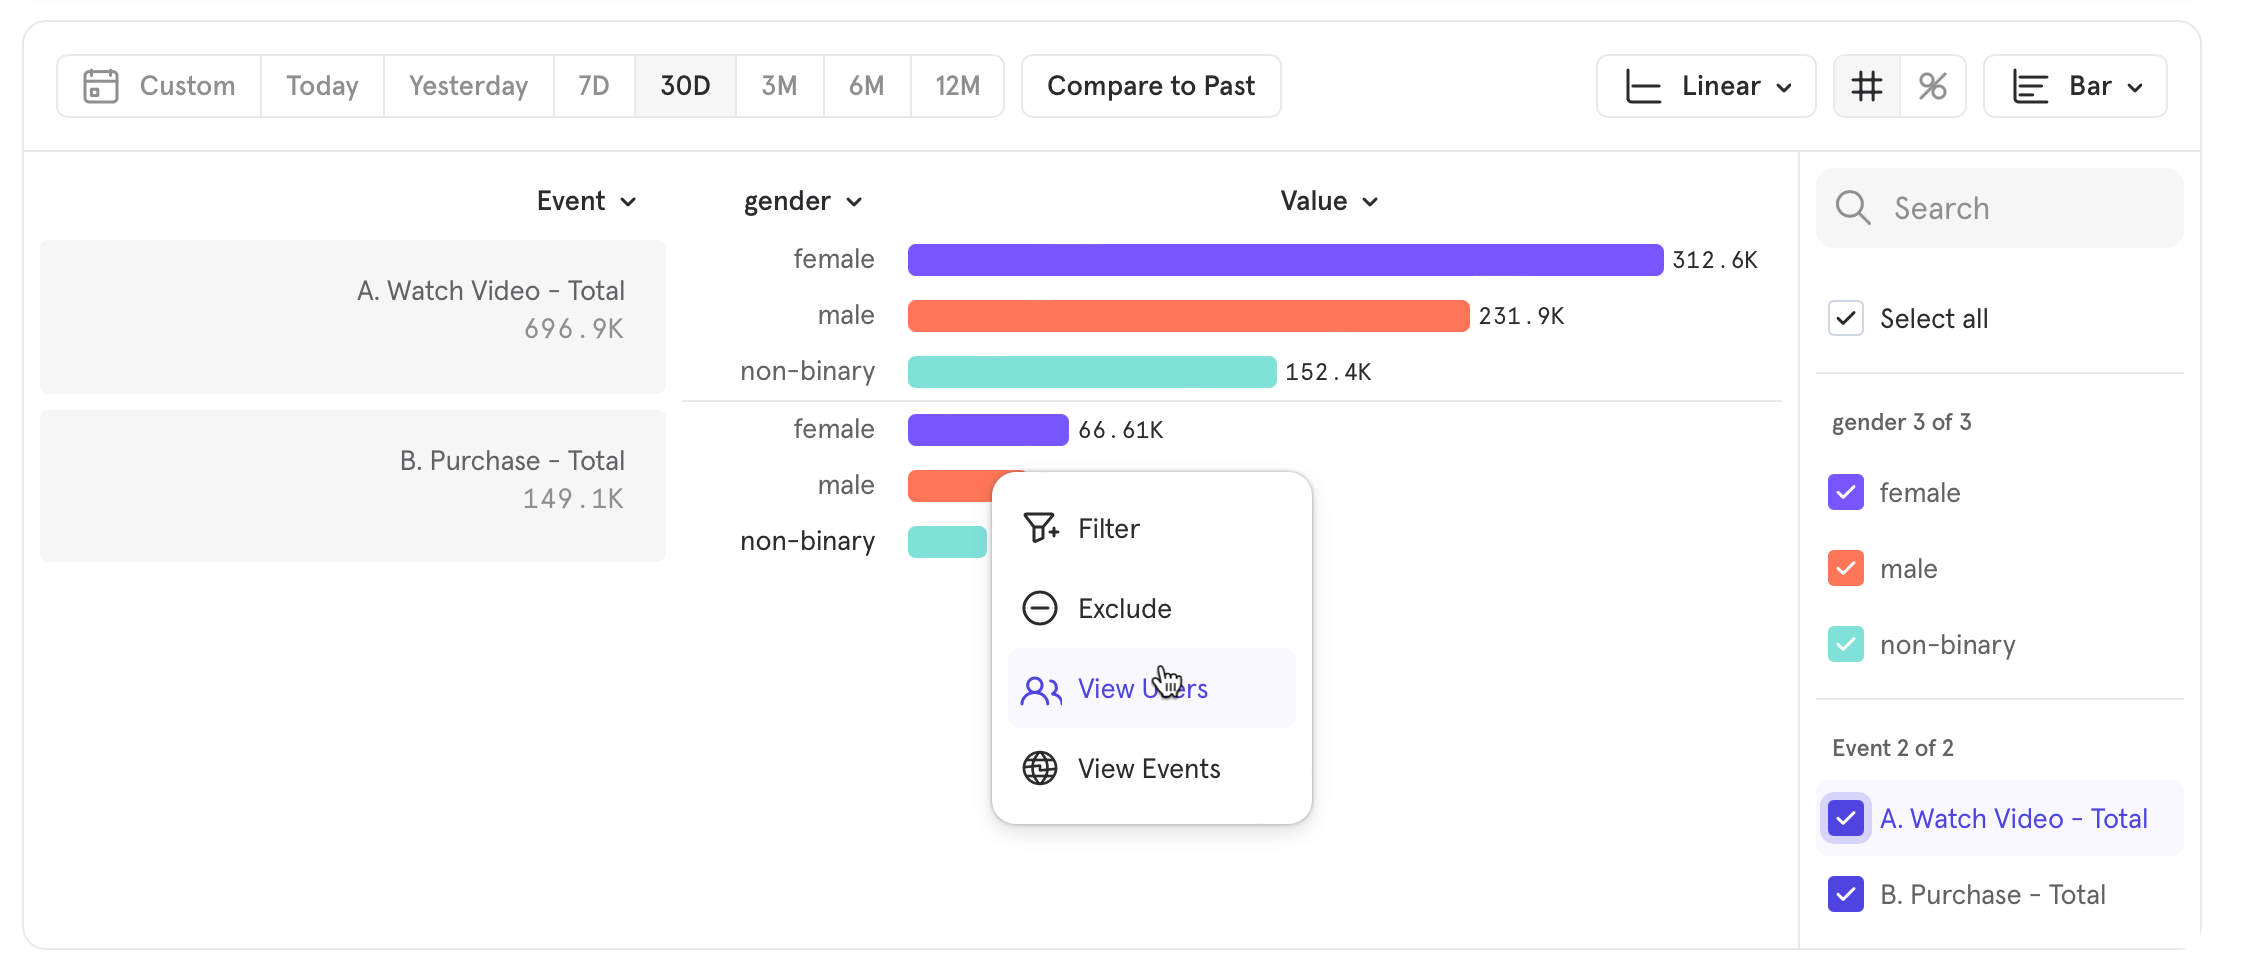 Custom Today Yesterday 7D 30D 3M 6M 12M Compare to Past Linear # % Bar
Event gender Value
Search
A. Watch Video - Total
696.9K
female 312.6K
male 231.9K
non-binary 152.4K
B. Purchase - Total
149.1K
female 66.61K
male
non-binary
Filter
Exclude
View Users
View Events
Select all
gender 3 of 3
female
male
non-binary
Event 2 of 2
A. Watch Video - Total
B. Purchase - Total